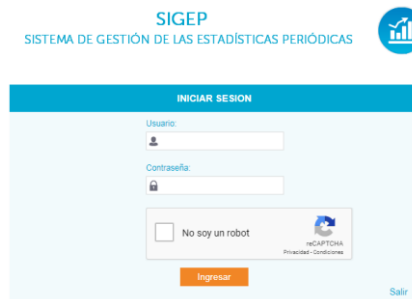 SIGEP
SISTEMA DE GESTIÓN DE LAS ESTADÍSTICAS PERIÓDICAS
INICIAR SESION
Usuario:
Contraseña:
No soy un robot
reCAPTCHA
Privacidad - Condiciones
Ingresar
Salir